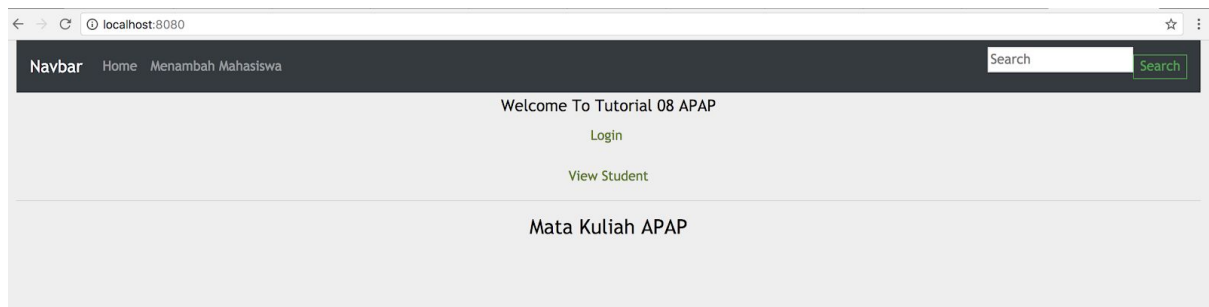 localhost:8080
Navbar Home Menambah Mahasiswa Search Search
Welcome To Tutorial 08 APAP
Login
View Student
Mata Kuliah APAP